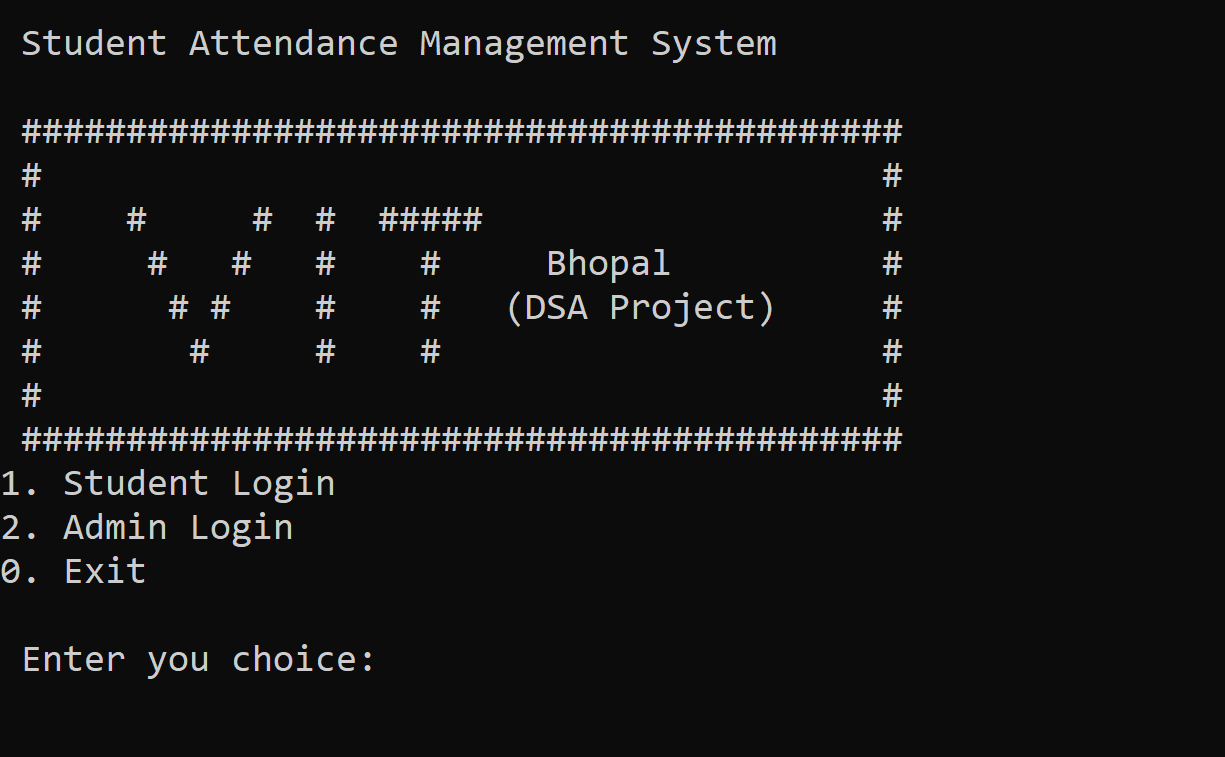 Student Attendance Management System
##########################################
#                                        #
#    #     #  #  #####                   #
#     #   #   #    #     Bhopal          #
#      # #    #    #   (DSA Project)     #
#       #     #    #                     #
#                                        #
##########################################
1. Student Login
2. Admin Login
0. Exit
Enter you choice: